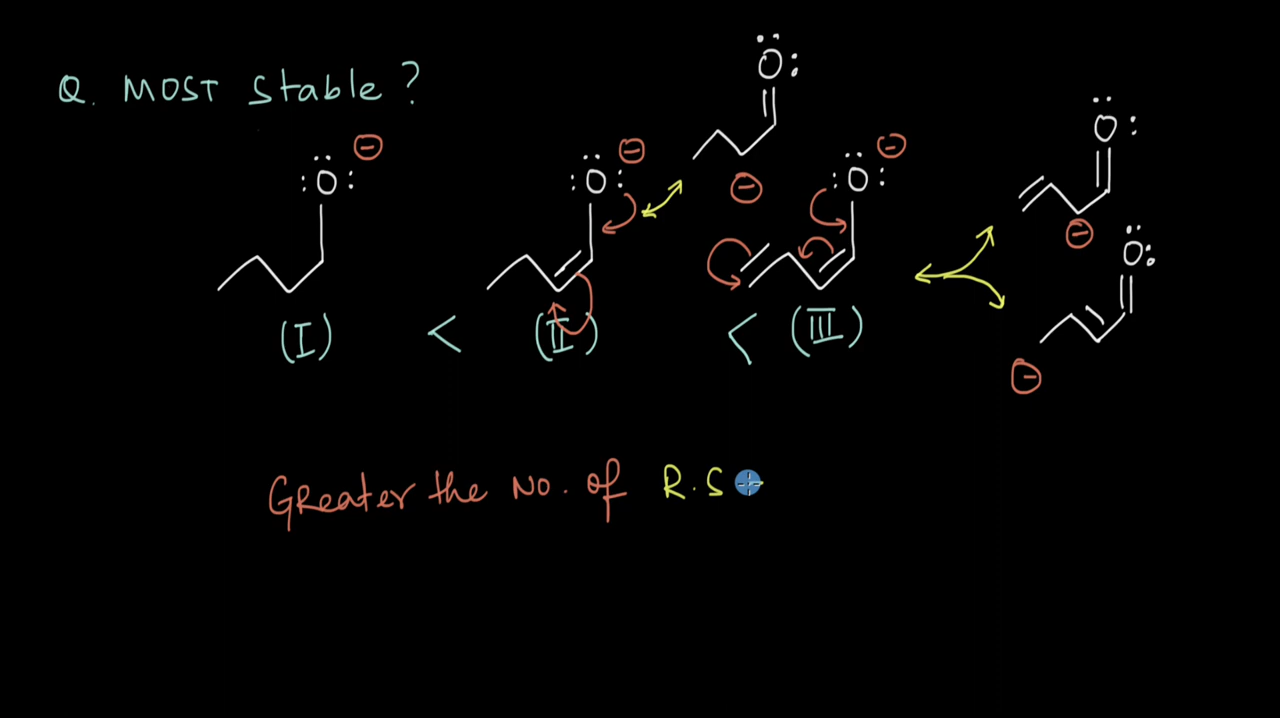 Q. MOST Stable?
:Ö: ⊖
:Ö: ⊖
Ö:
⊖
:Ö: ⊖
Ö:
⊖
Ö:
⊖
(I) < (II) < (III)
Greater the No. of R.S